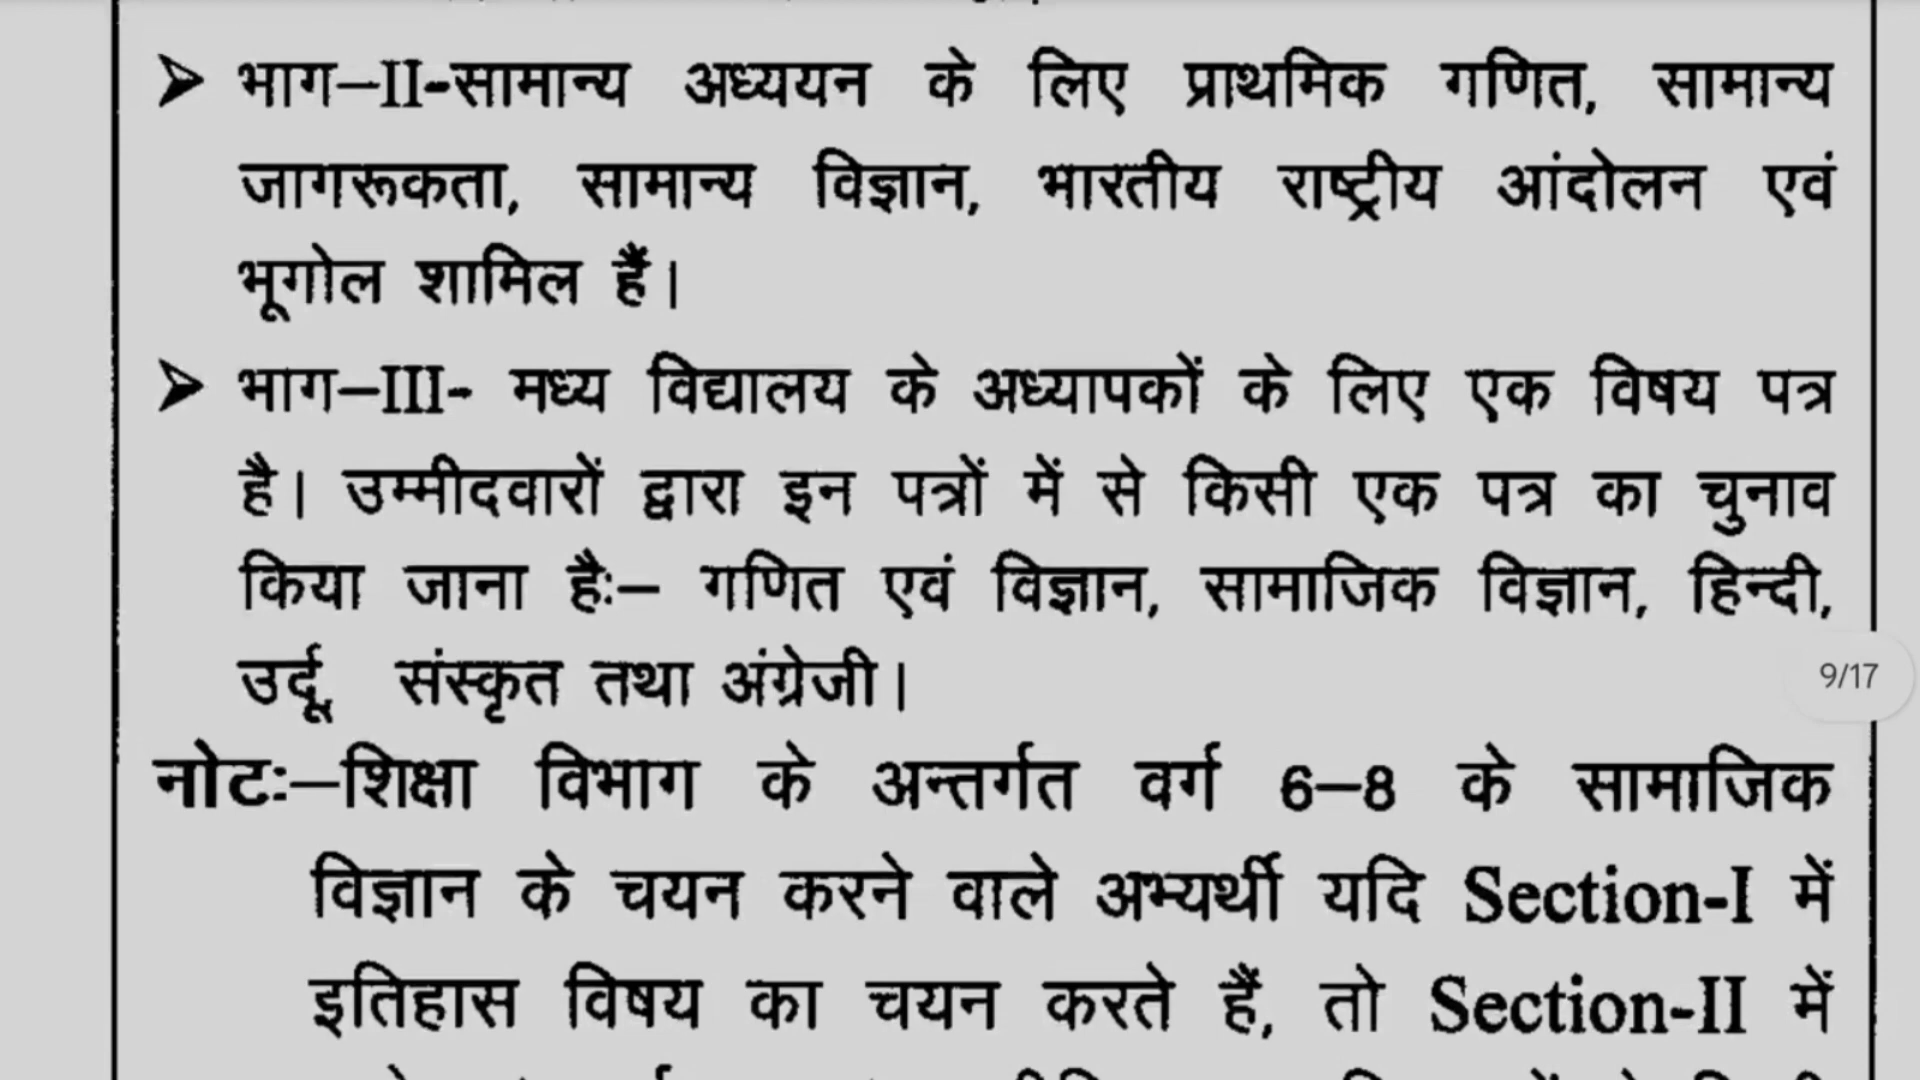 ➢ भाग–II-सामान्य अध्ययन के लिए प्राथमिक गणित, सामान्य
जागरूकता, सामान्य विज्ञान, भारतीय राष्ट्रीय आंदोलन एवं
भूगोल शामिल हैं।
➢ भाग–III- मध्य विद्यालय के अध्यापकों के लिए एक विषय पत्र
है। उम्मीदवारों द्वारा इन पत्रों में से किसी एक पत्र का चुनाव
किया जाना हैः– गणित एवं विज्ञान, सामाजिक विज्ञान, हिन्दी,
उर्दू, संस्कृत तथा अंग्रेजी।
9/17
नोटः–शिक्षा विभाग के अन्तर्गत वर्ग 6–8 के सामाजिक
विज्ञान के चयन करने वाले अभ्यर्थी यदि Section-I में
इतिहास विषय का चयन करते हैं, तो Section-II में